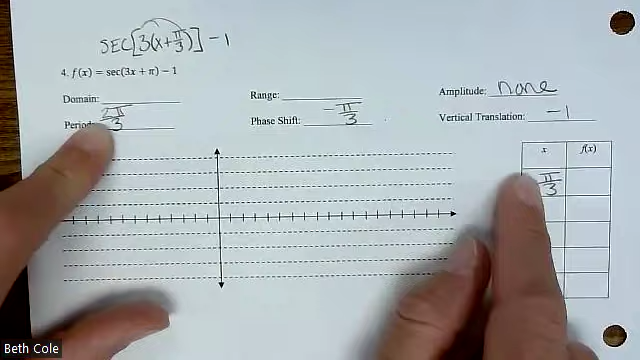 SEC[3(x+π/3)] -1
4. f(x) = sec(3x + π) − 1
Domain: Range: Amplitude: none
Period: 2π/3 Phase Shift: -π/3 Vertical Translation: -1
x f(x)
π/3
Beth Cole